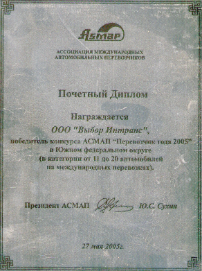 АСМАП
АССОЦИАЦИЯ МЕЖДУНАРОДНЫХ
АВТОМОБИЛЬНЫХ ПЕРЕВОЗЧИКОВ
Почетный Диплом
Награждается
ООО "Выбор Интранс",
победитель конкурса АСМАП "Перевозчик года 2005"
в Южном федеральном округе
(в категории от 11 до 20 автомобилей
на международных перевозках).
Президент АСМАП Ю.С. Сухин
27 мая 2005г.